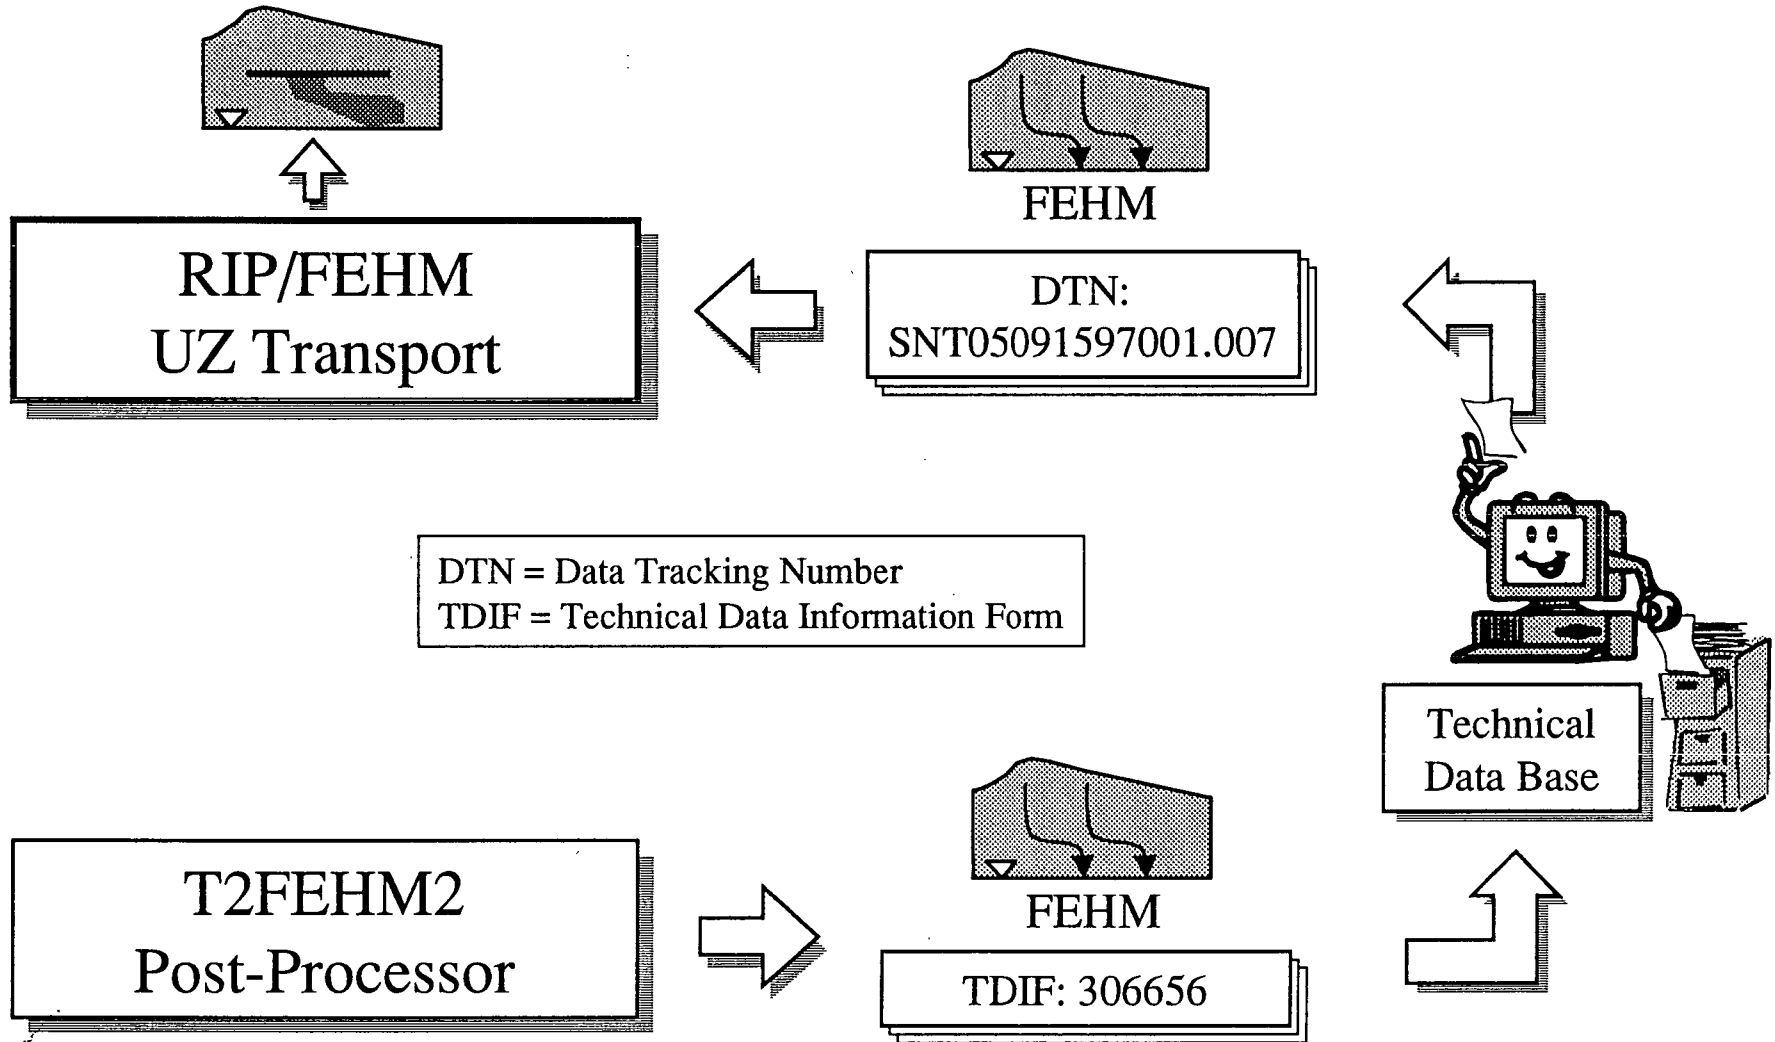 FEHM
RIP/FEHM
UZ Transport
DTN:
SNT05091597001.007
DTN = Data Tracking Number
TDIF = Technical Data Information Form
Technical
Data Base
T2FEHM2
Post-Processor
FEHM
TDIF: 306656